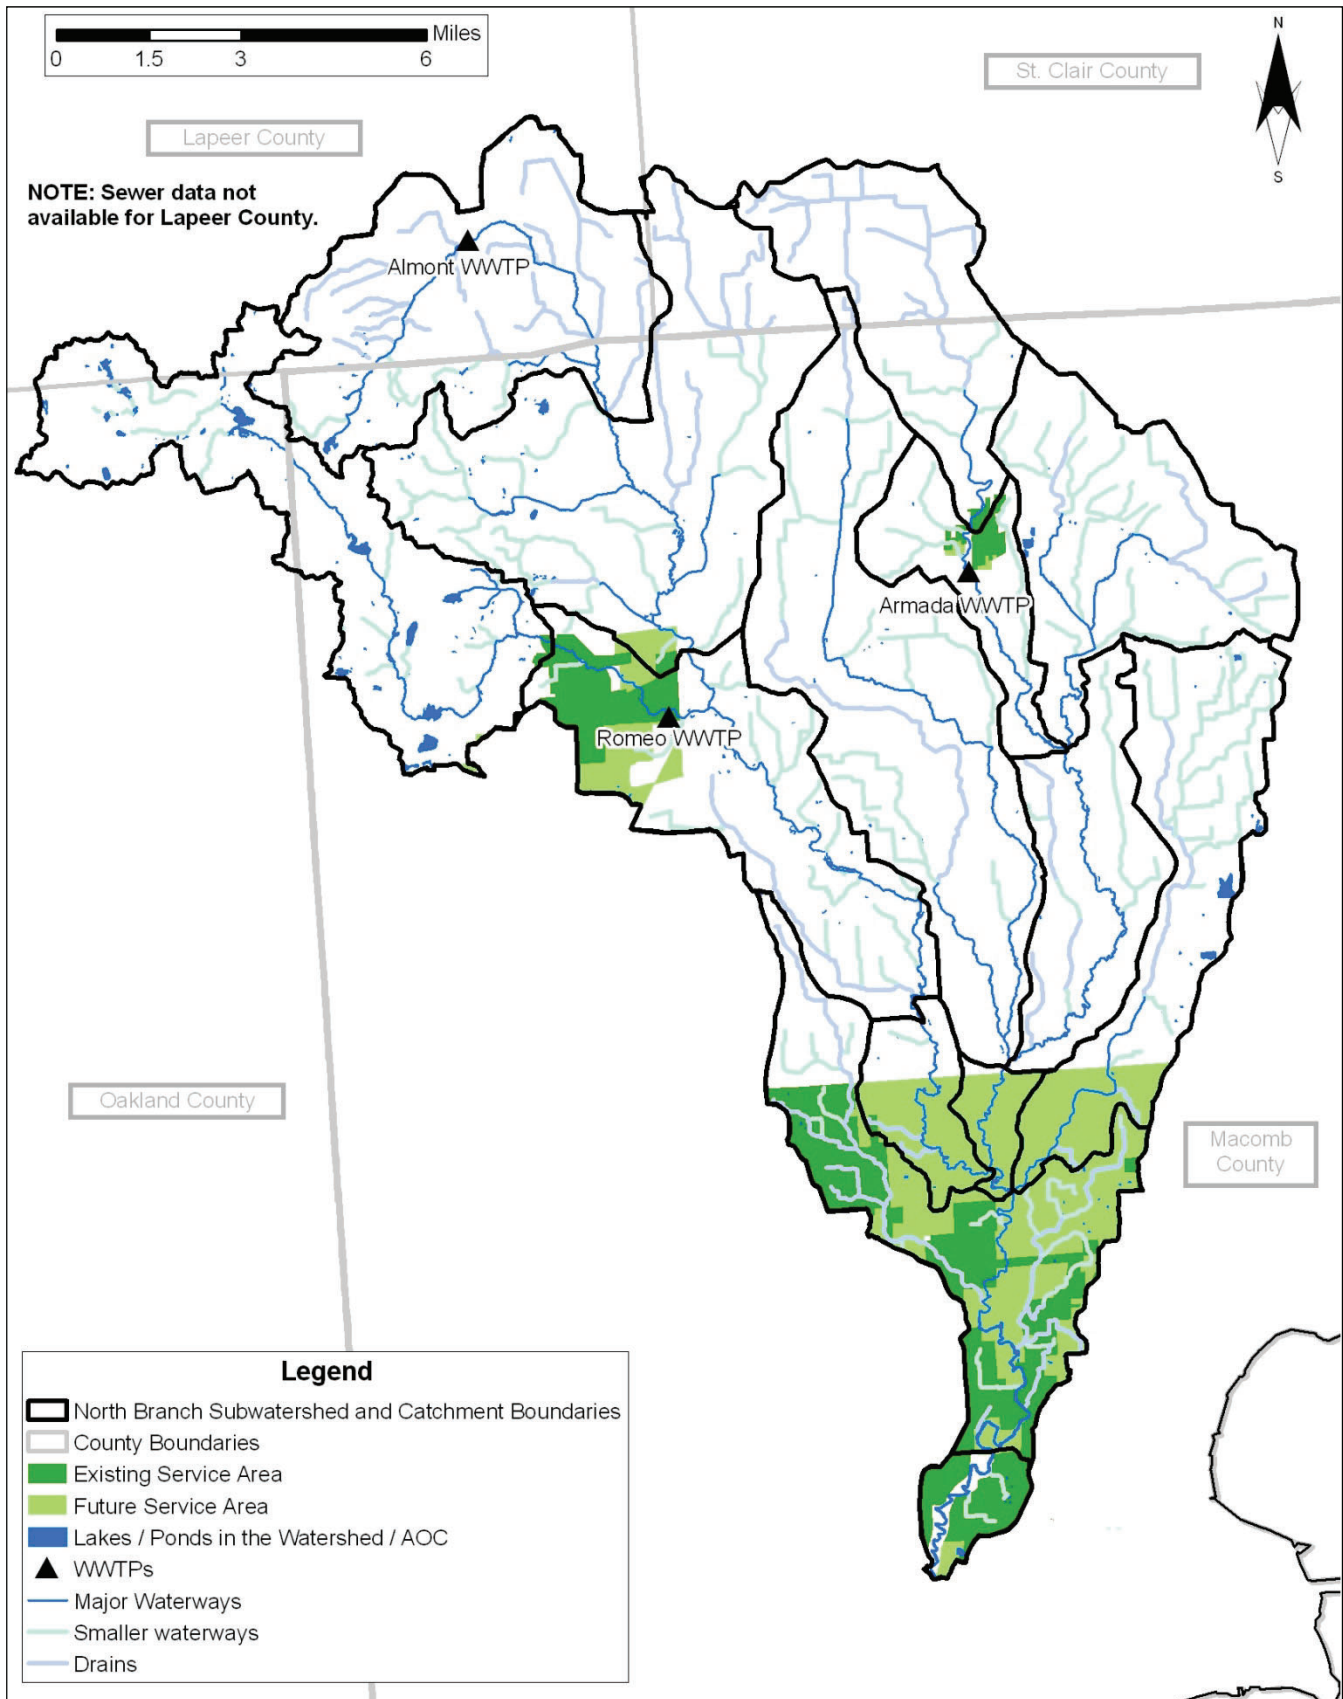 Miles
0 1.5 3 6
N
S
St. Clair County
Lapeer County
NOTE: Sewer data not
available for Lapeer County.
Almont WWTP
Armada WWTP
Romeo WWTP
Oakland County
Macomb
County
Legend
North Branch Subwatershed and Catchment Boundaries
County Boundaries
Existing Service Area
Future Service Area
Lakes / Ponds in the Watershed / AOC
WWTPs
Major Waterways
Smaller waterways
Drains